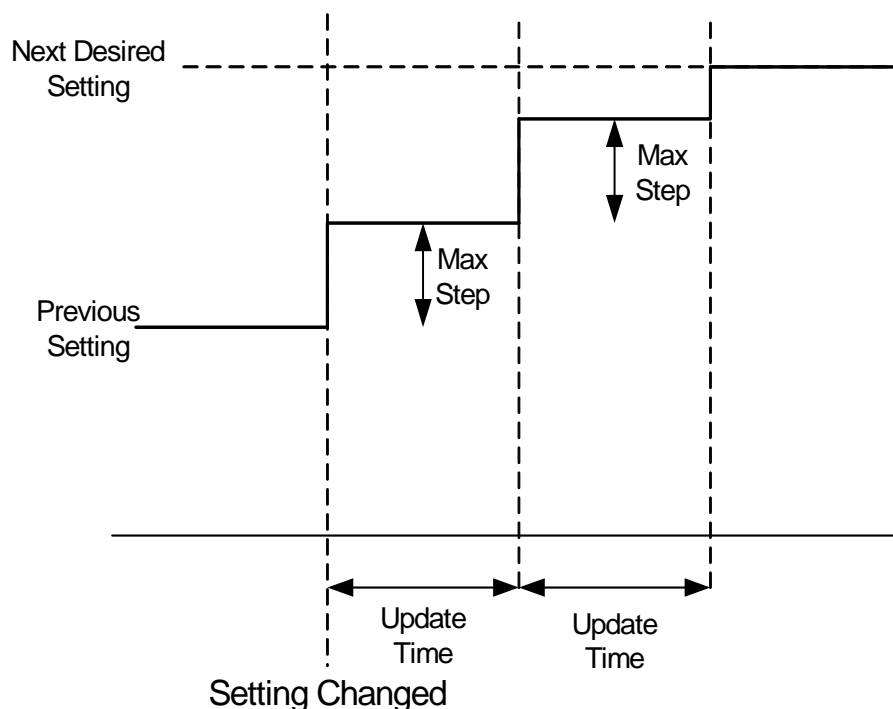 Next Desired
Setting
Max
Step
Max
Step
Previous
Setting
Update
Time
Update
Time
Setting Changed